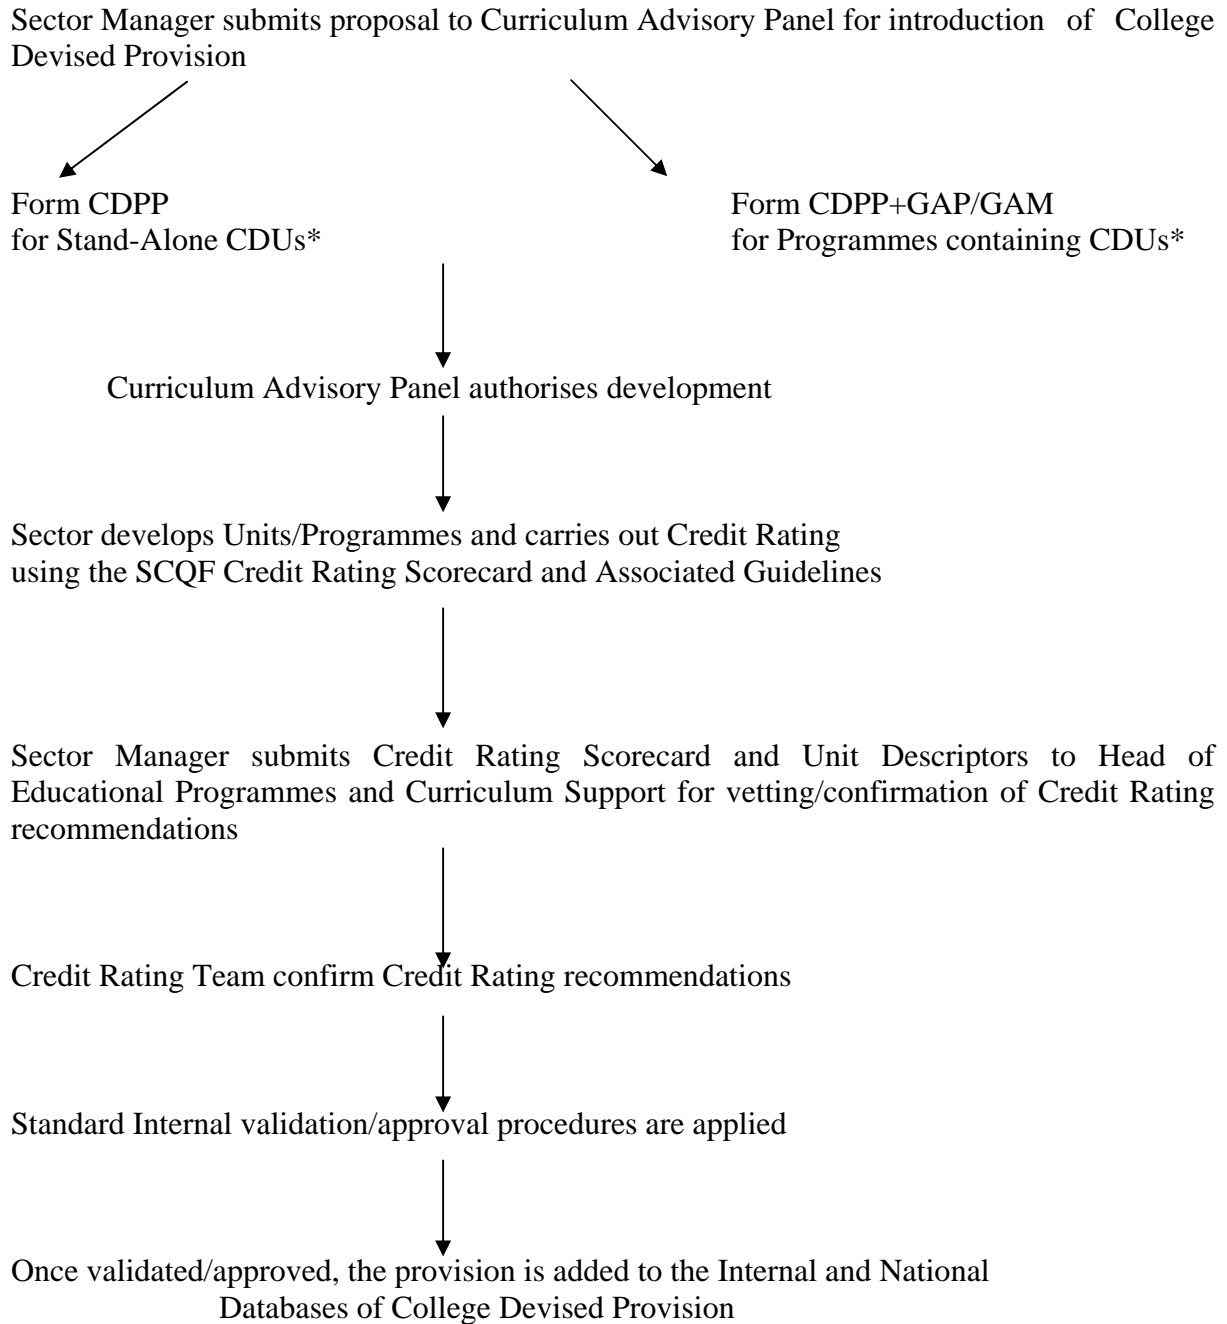 Sector Manager submits proposal to Curriculum Advisory Panel for introduction of College
Devised Provision
Form CDPP
for Stand-Alone CDUs*
Form CDPP+GAP/GAM
for Programmes containing CDUs*
Curriculum Advisory Panel authorises development
Sector develops Units/Programmes and carries out Credit Rating
using the SCQF Credit Rating Scorecard and Associated Guidelines
Sector Manager submits Credit Rating Scorecard and Unit Descriptors to Head of
Educational Programmes and Curriculum Support for vetting/confirmation of Credit Rating
recommendations
Credit Rating Team confirm Credit Rating recommendations
Standard Internal validation/approval procedures are applied
Once validated/approved, the provision is added to the Internal and National
Databases of College Devised Provision